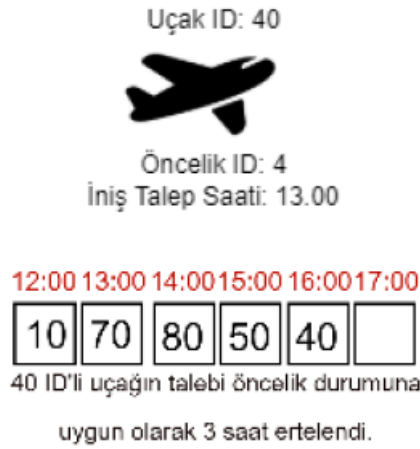 Uçak ID: 40
Öncelik ID: 4
İniş Talep Saati: 13.00
12:00 13:00 14:00 15:00 16:00 17:00
10 70 80 50 40
40 ID'li uçağın talebi öncelik durumuna
uygun olarak 3 saat ertelendi.